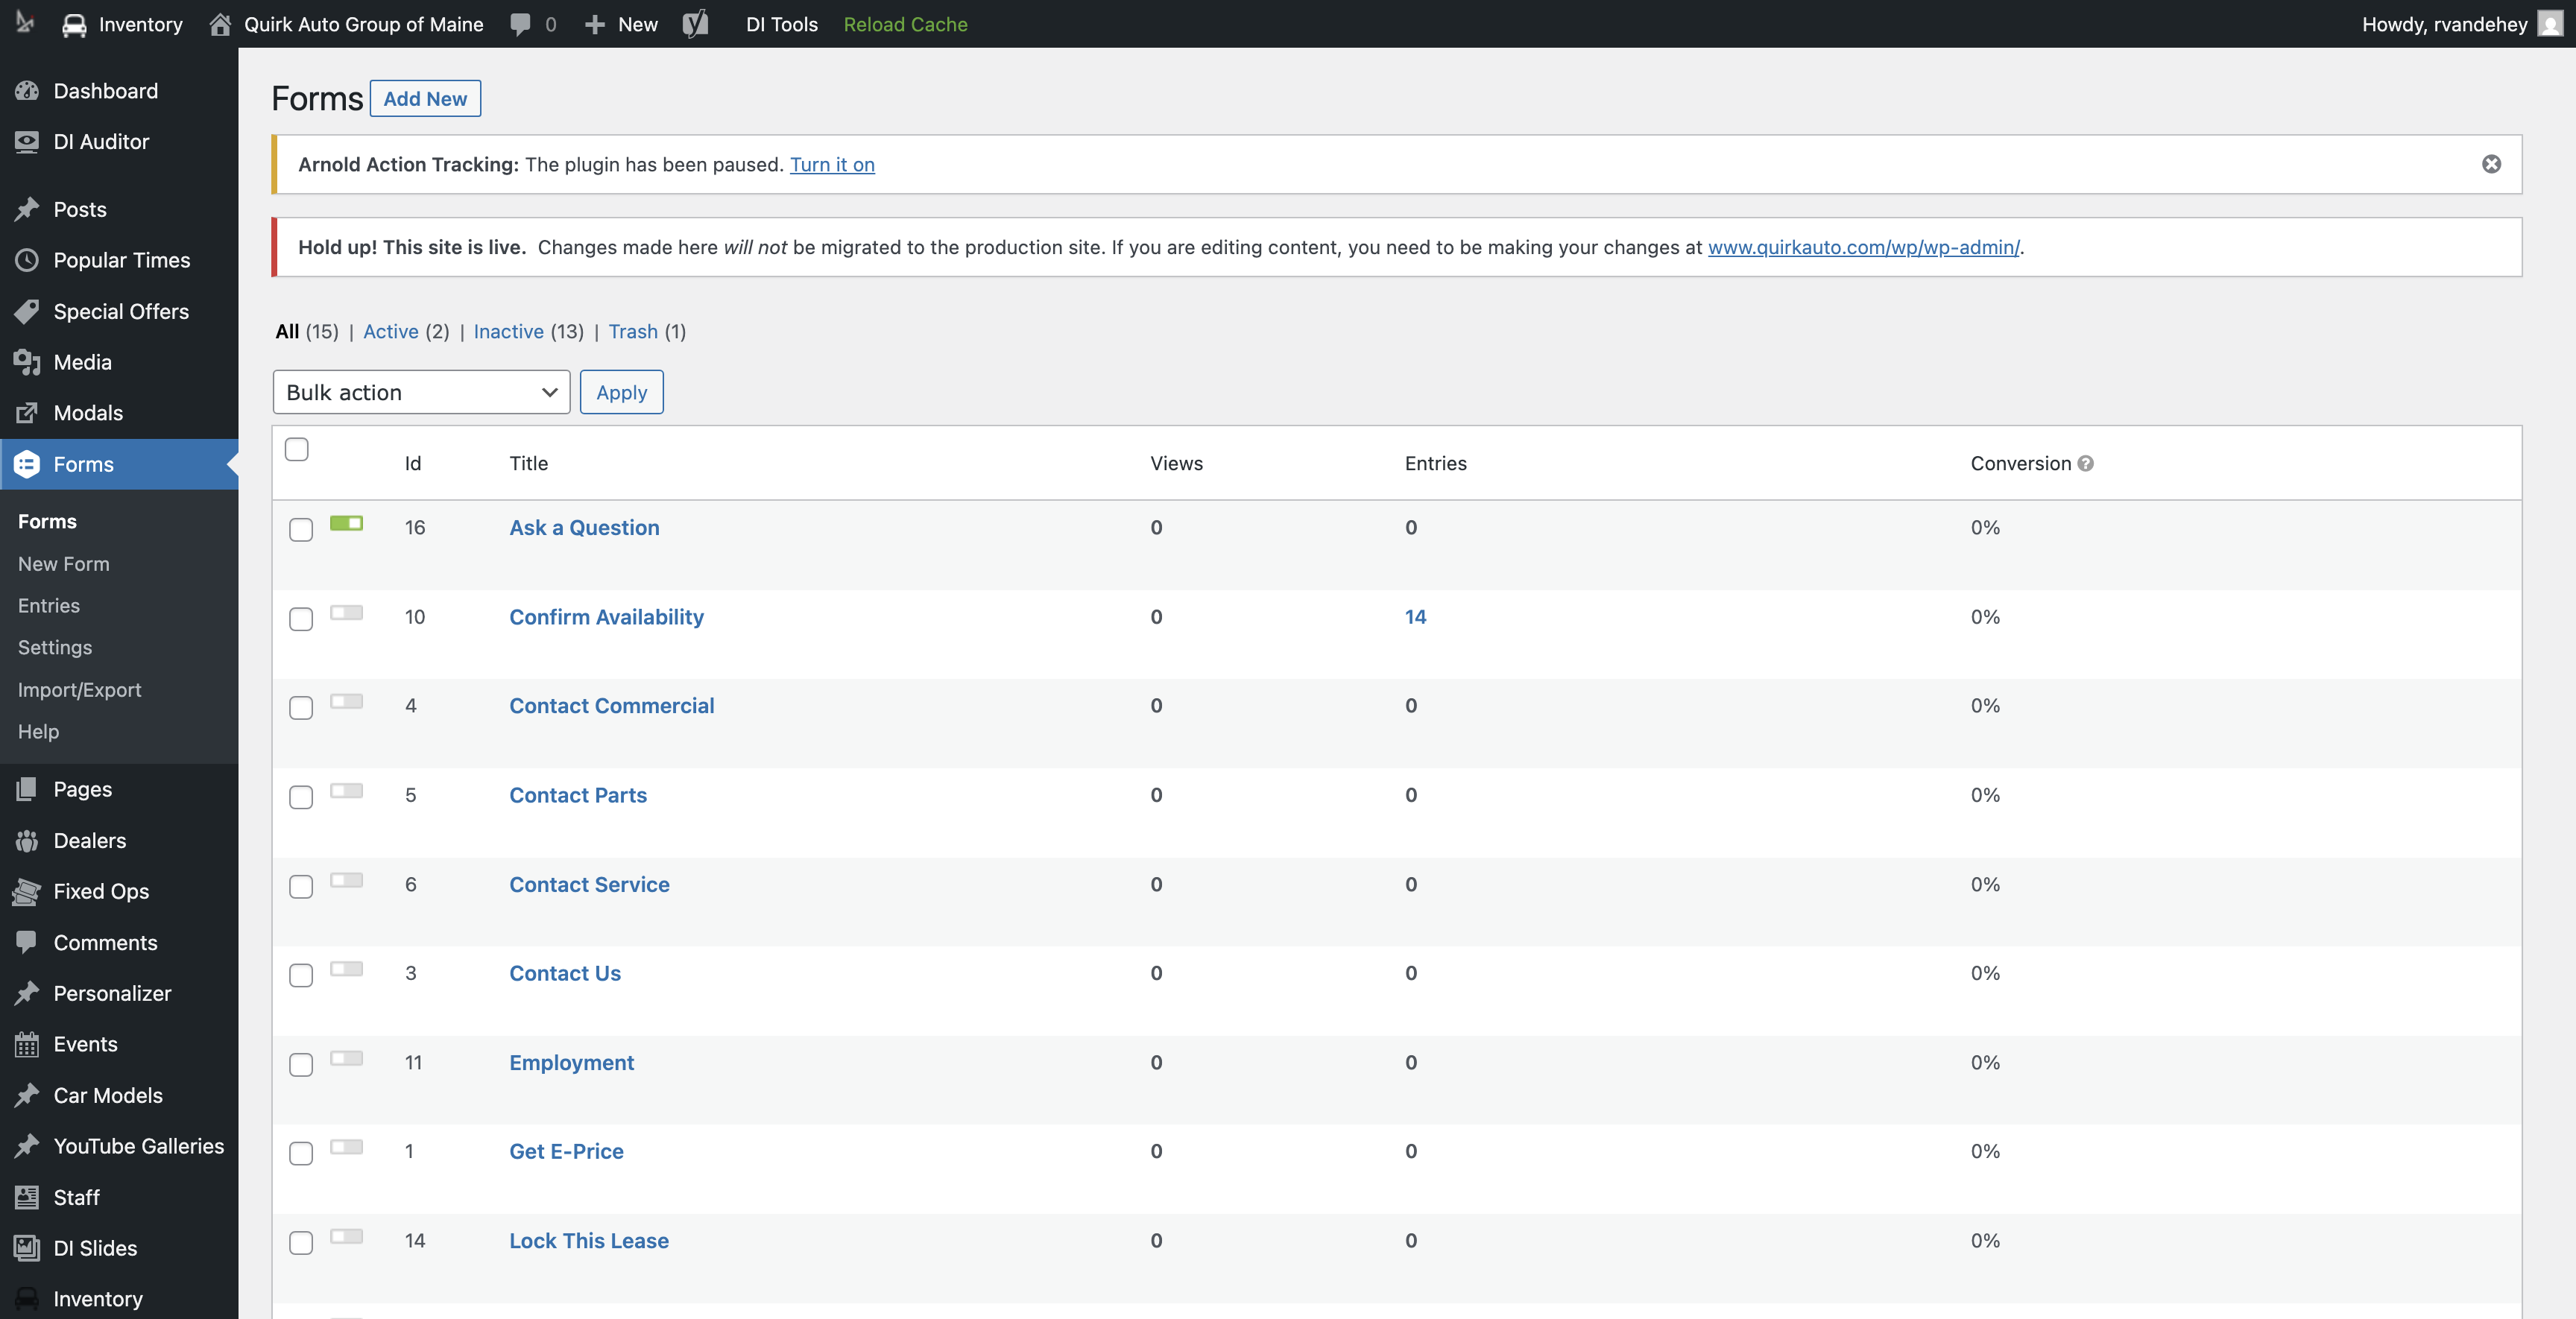 Inventory
Quirk Auto Group of Maine
0
New
DI Tools
Reload Cache
Howdy, rvandehey
Dashboard
DI Auditor
Posts
Popular Times
Special Offers
Media
Modals
Forms
Forms
New Form
Entries
Settings
Import/Export
Help
Pages
Dealers
Fixed Ops
Comments
Personalizer
Events
Car Models
YouTube Galleries
Staff
DI Slides
Inventory
Forms Add New
Arnold Action Tracking: The plugin has been paused. Turn it on
Hold up! This site is live. Changes made here will not be migrated to the production site. If you are editing content, you need to be making your changes at www.quirkauto.com/wp/wp-admin/.
All (15) | Active (2) | Inactive (13) | Trash (1)
Bulk action Apply
Id Title Views Entries Conversion ?
16 Ask a Question 0 0 0%
10 Confirm Availability 0 14 0%
4 Contact Commercial 0 0 0%
5 Contact Parts 0 0 0%
6 Contact Service 0 0 0%
3 Contact Us 0 0 0%
11 Employment 0 0 0%
1 Get E-Price 0 0 0%
14 Lock This Lease 0 0 0%